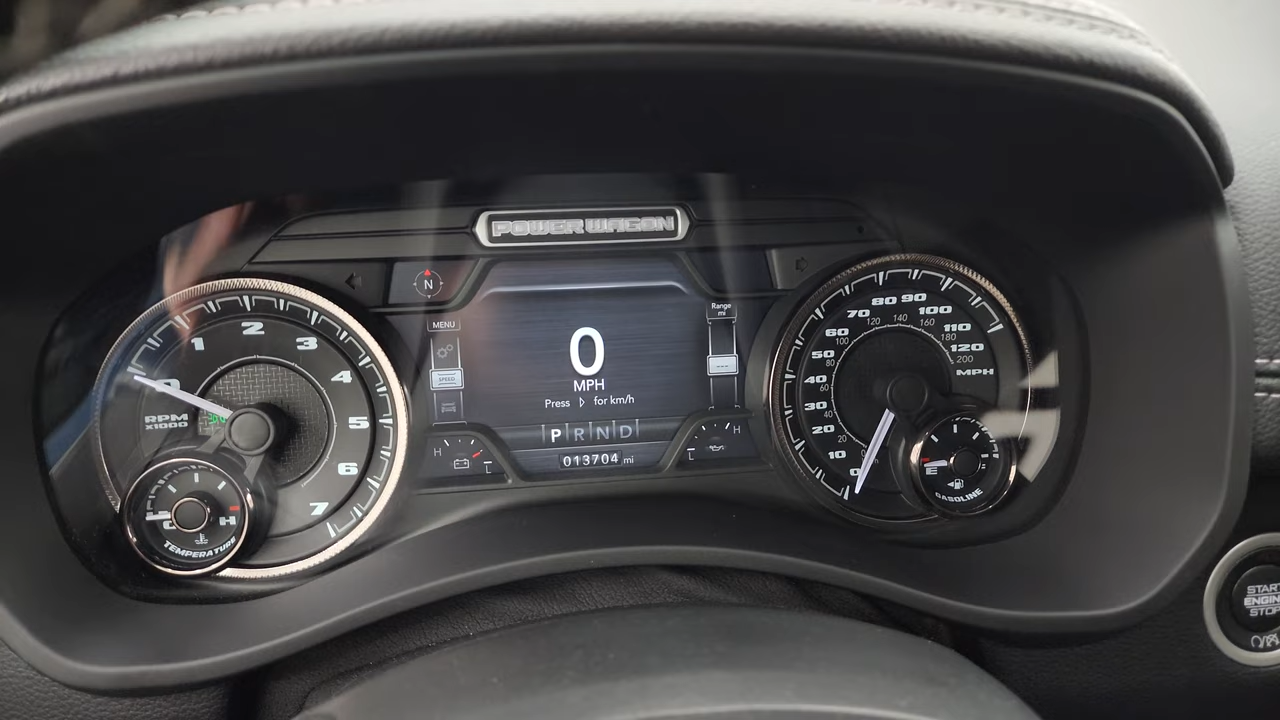 POWER WAGON
N
MENU
SPEED
Range
mi
---
0
MPH
Press ▷ for km/h
P R N D
013704 mi
H
L
H
L
0
1
2
3
4
5
6
7
RPM
X1000
C
H
TEMPERATURE
0
10
20
30
40
50
60
70
80
90
100
110
120
MPH
20
40
60
80
100
120
140
160
180
200
E
GASOLINE
START
ENGINE
STOP